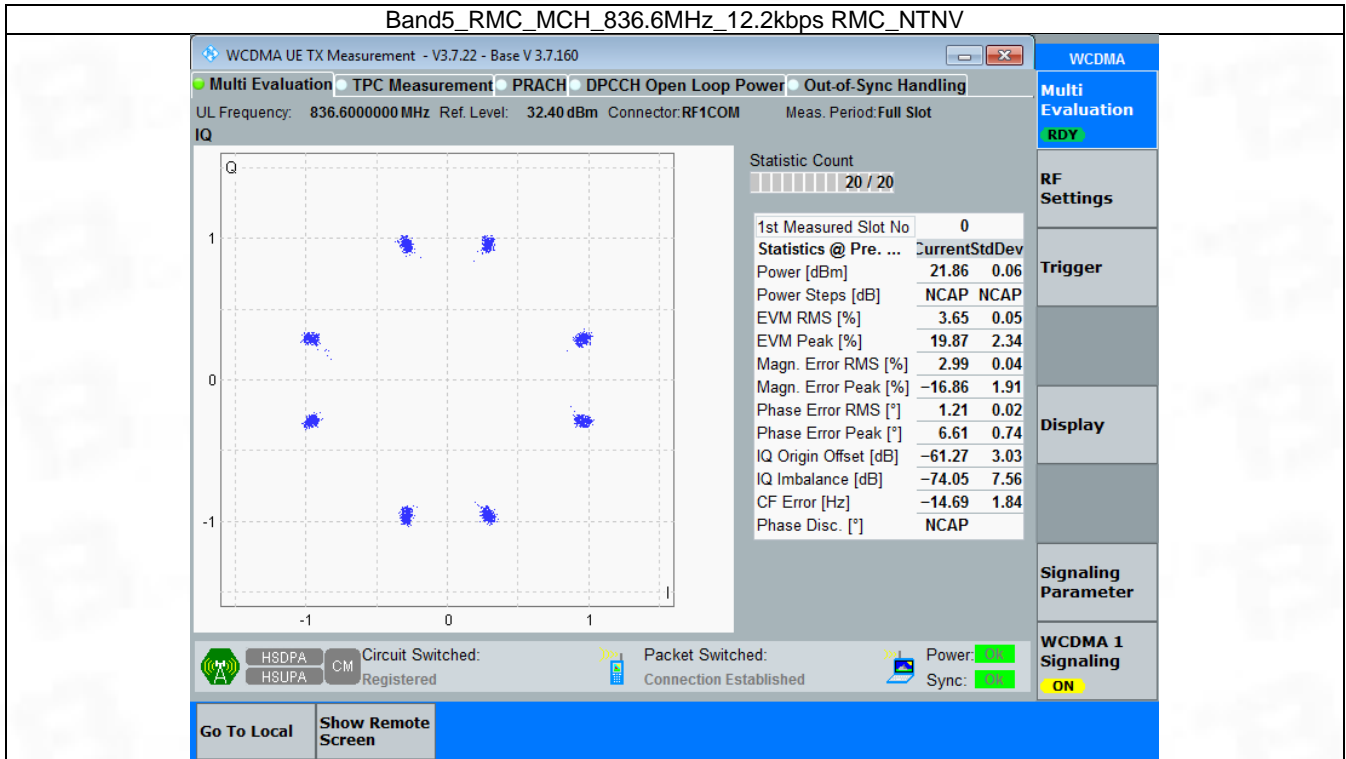 Band5_RMC_MCH_836.6MHz_12.2kbps RMC_NTNV
WCDMA UE TX Measurement - V3.7.22 - Base V 3.7.160
WCDMA
Multi Evaluation TPC Measurement PRACH DPCCH Open Loop Power Out-of-Sync Handling
UL Frequency: 836.6000000 MHz Ref. Level: 32.40 dBm Connector: RF1COM Meas. Period: Full Slot
IQ
Q
1
0
-1
-1 0 1
I
Statistic Count
20 / 20
1st Measured Slot No 0
Statistics @ Pre. ... Current StdDev
Power [dBm] 21.86 0.06
Power Steps [dB] NCAP NCAP
EVM RMS [%] 3.65 0.05
EVM Peak [%] 19.87 2.34
Magn. Error RMS [%] 2.99 0.04
Magn. Error Peak [%] −16.86 1.91
Phase Error RMS [°] 1.21 0.02
Phase Error Peak [°] 6.61 0.74
IQ Origin Offset [dB] −61.27 3.03
IQ Imbalance [dB] −74.05 7.56
CF Error [Hz] −14.69 1.84
Phase Disc. [°] NCAP
Multi
Evaluation
RDY
RF
Settings
Trigger
Display
Signaling
Parameter
WCDMA 1
Signaling
ON
HSDPA
HSUPA
CM
Circuit Switched:
Registered
Packet Switched:
Connection Established
Power: Ok
Sync: Ok
Go To Local
Show Remote
Screen